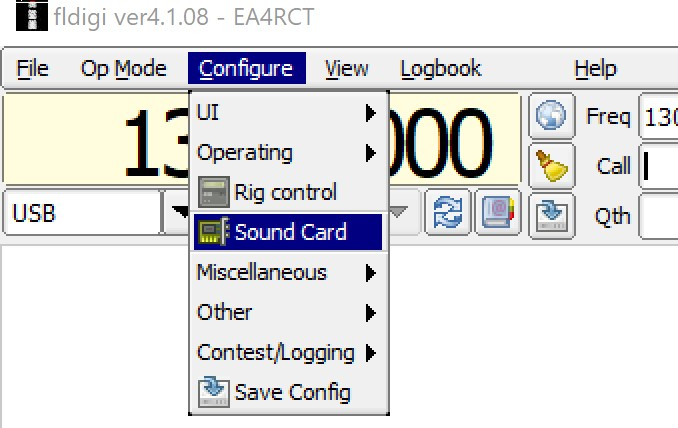 fldigi ver4.1.08 - EA4RCT
File Op Mode Configure View Logbook Help
13 000 Freq 130
Call
USB Qth
UI
Operating
Rig control
Sound Card
Miscellaneous
Other
Contest/Logging
Save Config